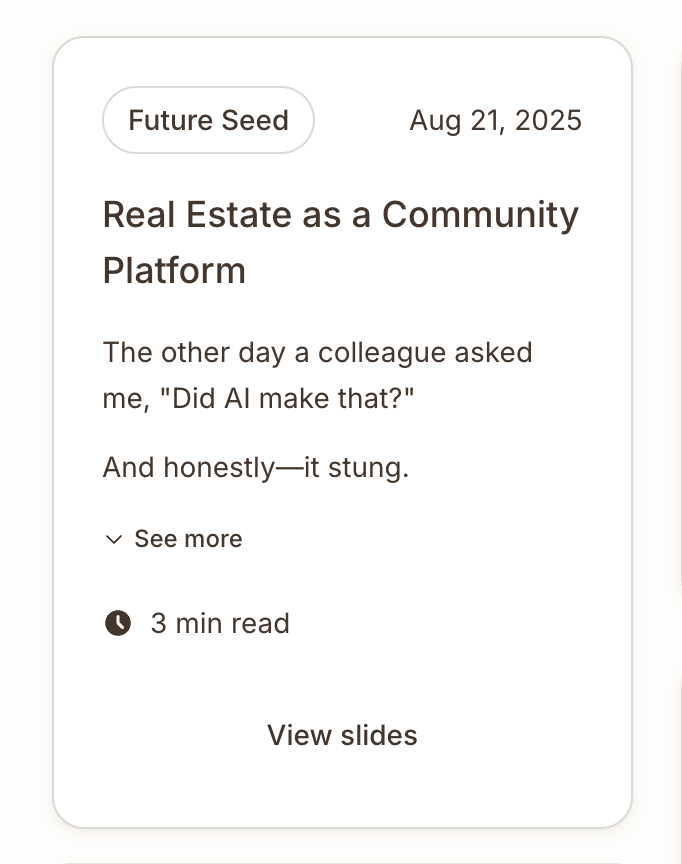 Future Seed
Aug 21, 2025
Real Estate as a Community
Platform
The other day a colleague asked
me, "Did AI make that?"
And honestly—it stung.
See more
3 min read
View slides